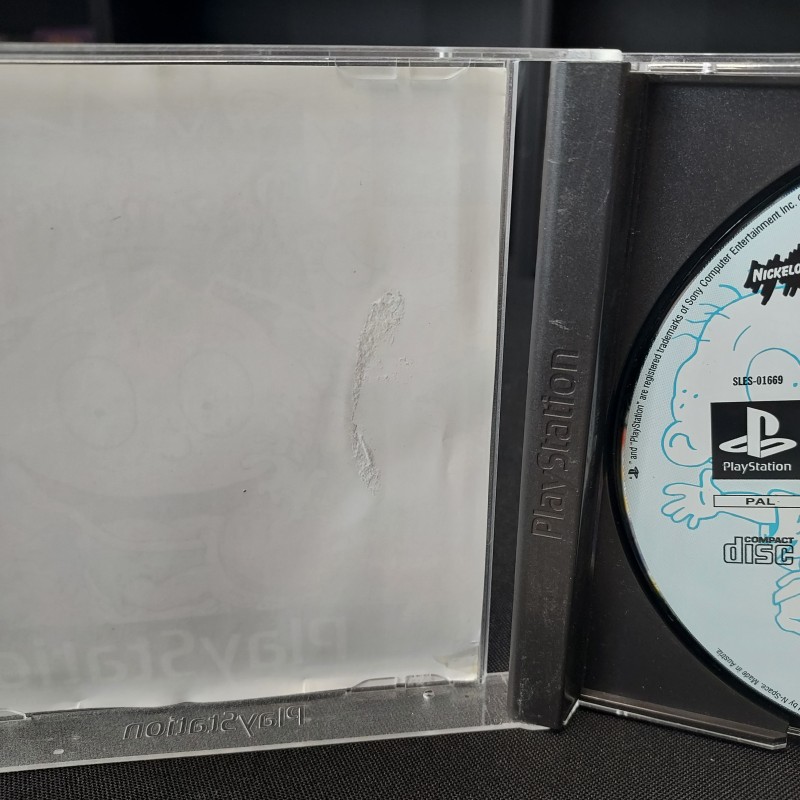 PlayStation
PlayStation
" " and "PlayStation" are registered trademarks of Sony Computer Entertainment Inc.
NICKELO
SLES-01669
PlayStation
PAL
COMPACT
disc
by N-Space. Made in Austria.